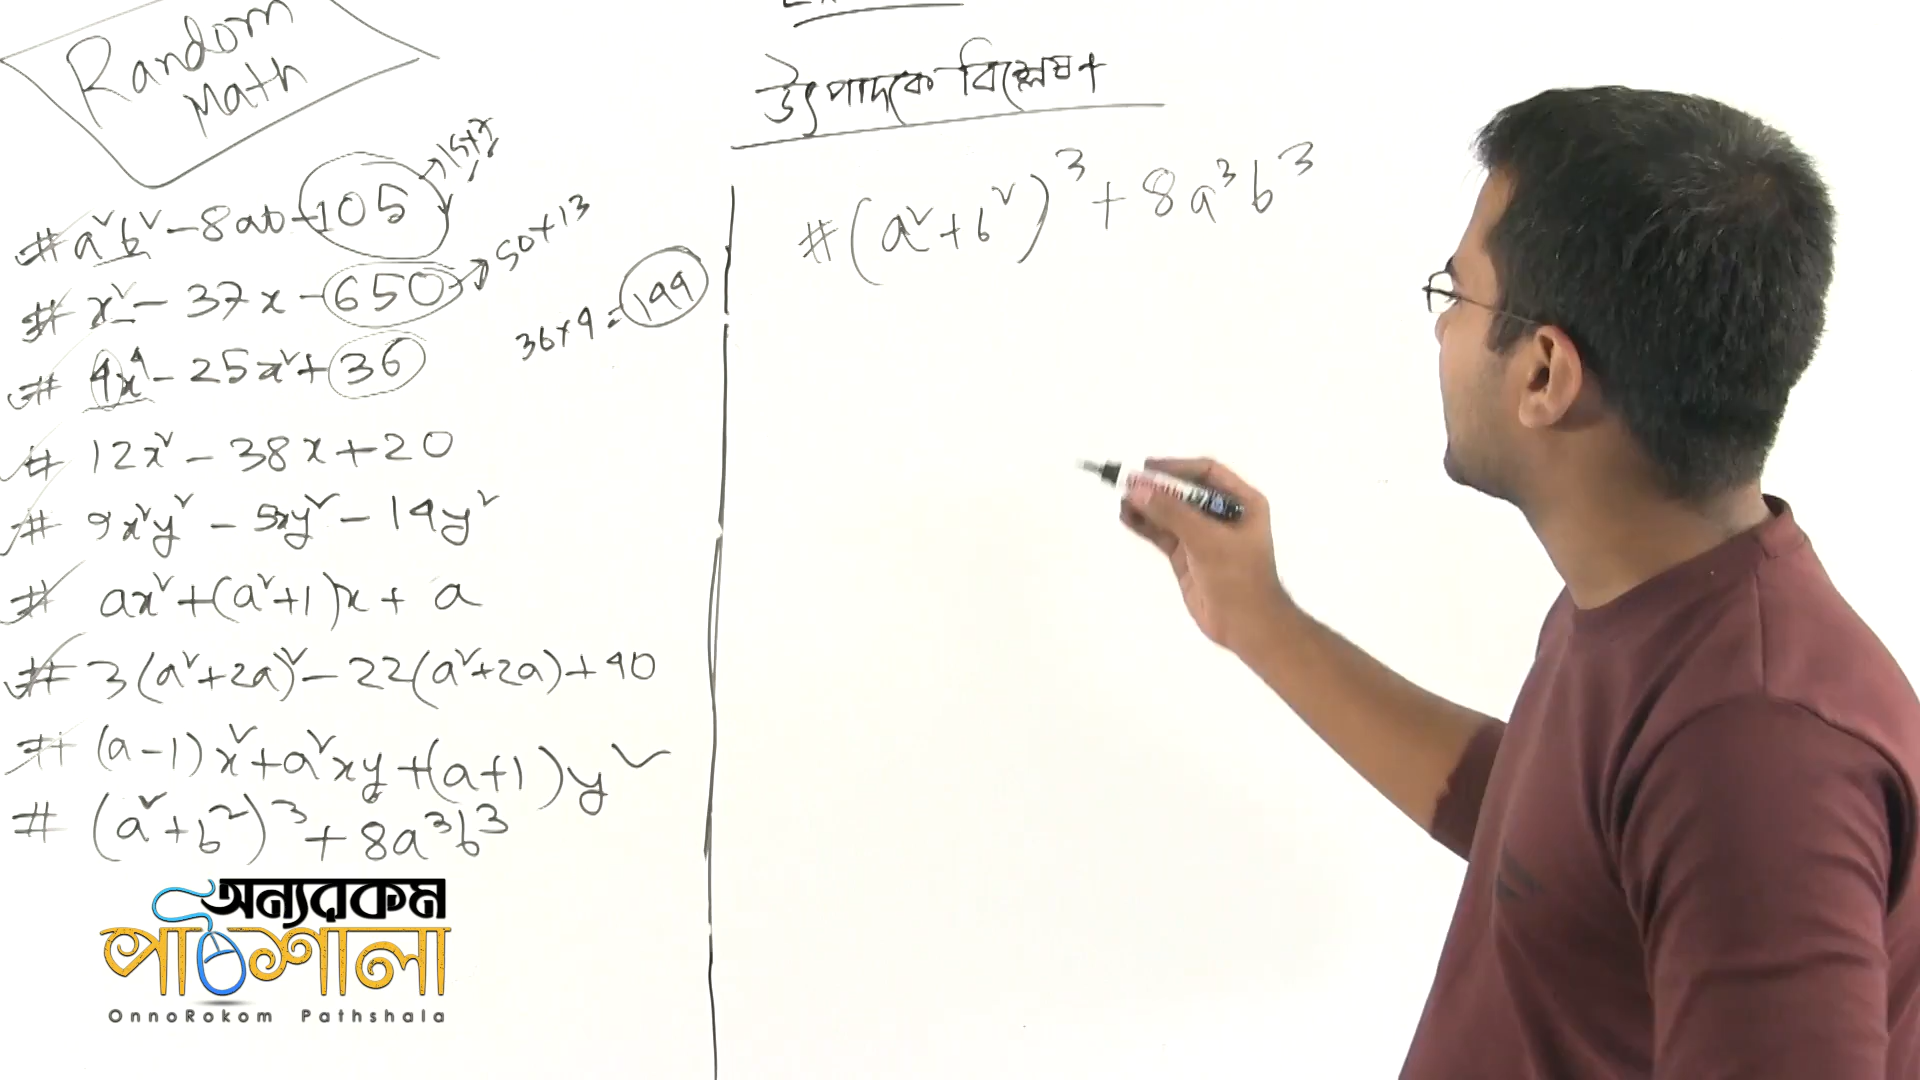 Random
Math
# a²b² - 8ab - 105 → 15×7
# x² - 37x - 650 → 50×13
# 4x⁴ - 25x² + 36
36×4 = 144
# 12x² - 38x + 20
# 9x²y² - 5xy² - 14y²
# ax² + (a²+1)x + a
# 3(a²+2a)² - 22(a²+2a) + 40
# (a-1)x² + a²xy + (a+1)y²
# (a²+b²)³ + 8a³b³
অন্যরকম
পাঠশালা
OnnoRokom Pathshala
উৎপাদকে বিশ্লেষণ
# (a²+b²)³ + 8a³b³